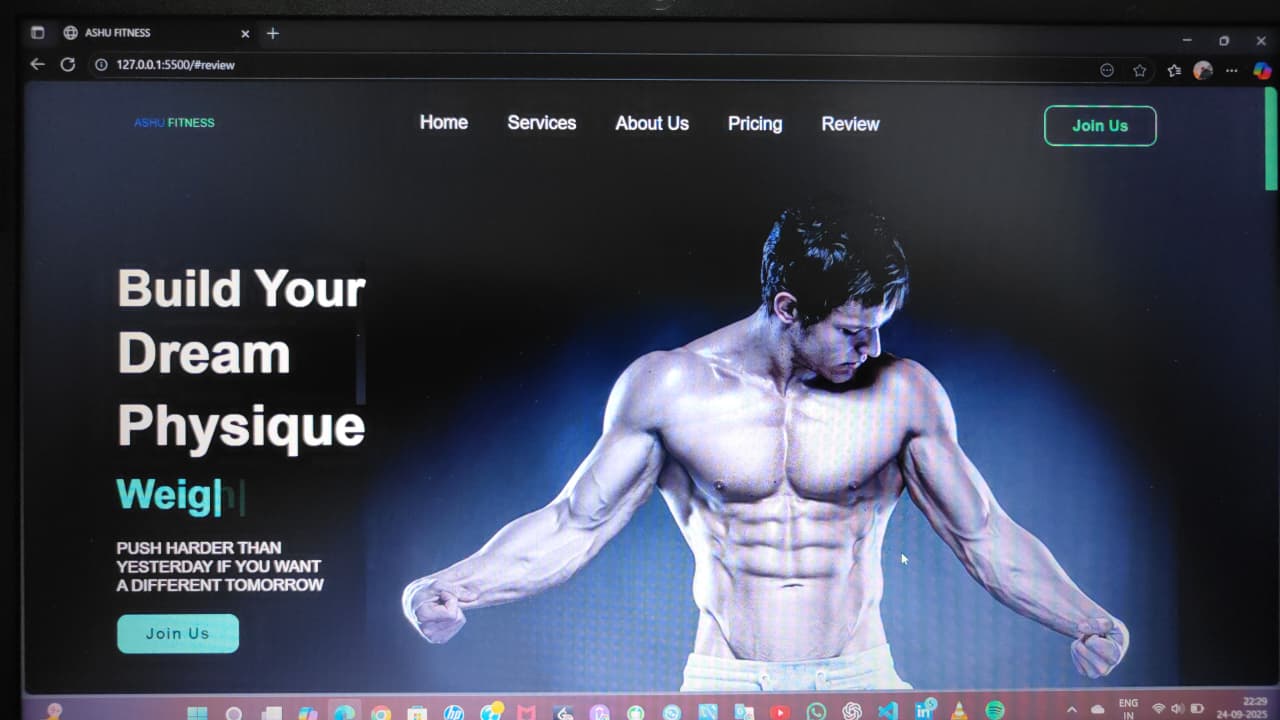 ASHU FITNESS
127.0.0.1:5500/#review
ASHU FITNESS
Home
Services
About Us
Pricing
Review
Join Us
Build Your
Dream
Physique
Weig|
PUSH HARDER THAN
YESTERDAY IF YOU WANT
A DIFFERENT TOMORROW
Join Us
ENG
IN
22:29
24-09-2025